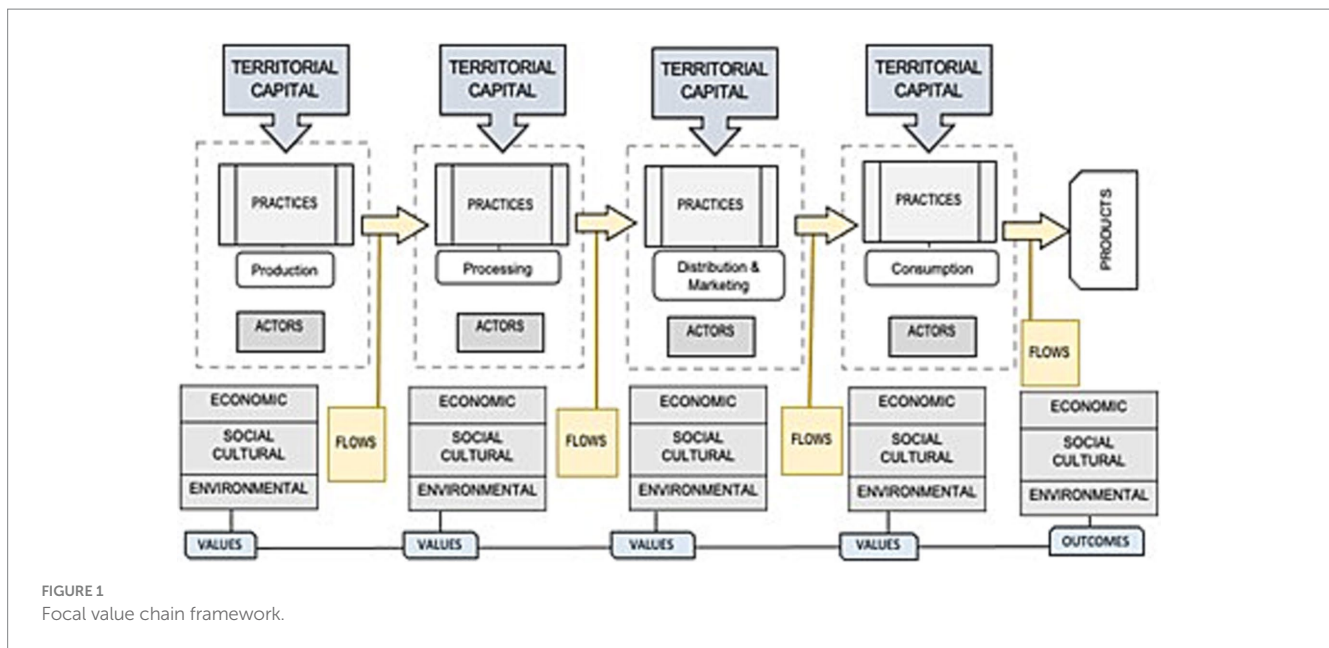 TERRITORIAL
CAPITAL
TERRITORIAL
CAPITAL
TERRITORIAL
CAPITAL
TERRITORIAL
CAPITAL
PRACTICES
PRACTICES
PRACTICES
PRACTICES
PRODUCTS
Production
Processing
Distribution &
Marketing
Consumption
ACTORS
ACTORS
ACTORS
ACTORS
FLOWS
ECONOMIC
SOCIAL
CULTURAL
ENVIRONMENTAL
FLOWS
ECONOMIC
SOCIAL
CULTURAL
ENVIRONMENTAL
FLOWS
ECONOMIC
SOCIAL
CULTURAL
ENVIRONMENTAL
FLOWS
ECONOMIC
SOCIAL
CULTURAL
ENVIRONMENTAL
ECONOMIC
SOCIAL
CULTURAL
ENVIRONMENTAL
VALUES
VALUES
VALUES
VALUES
OUTCOMES
FIGURE 1
Focal value chain framework.